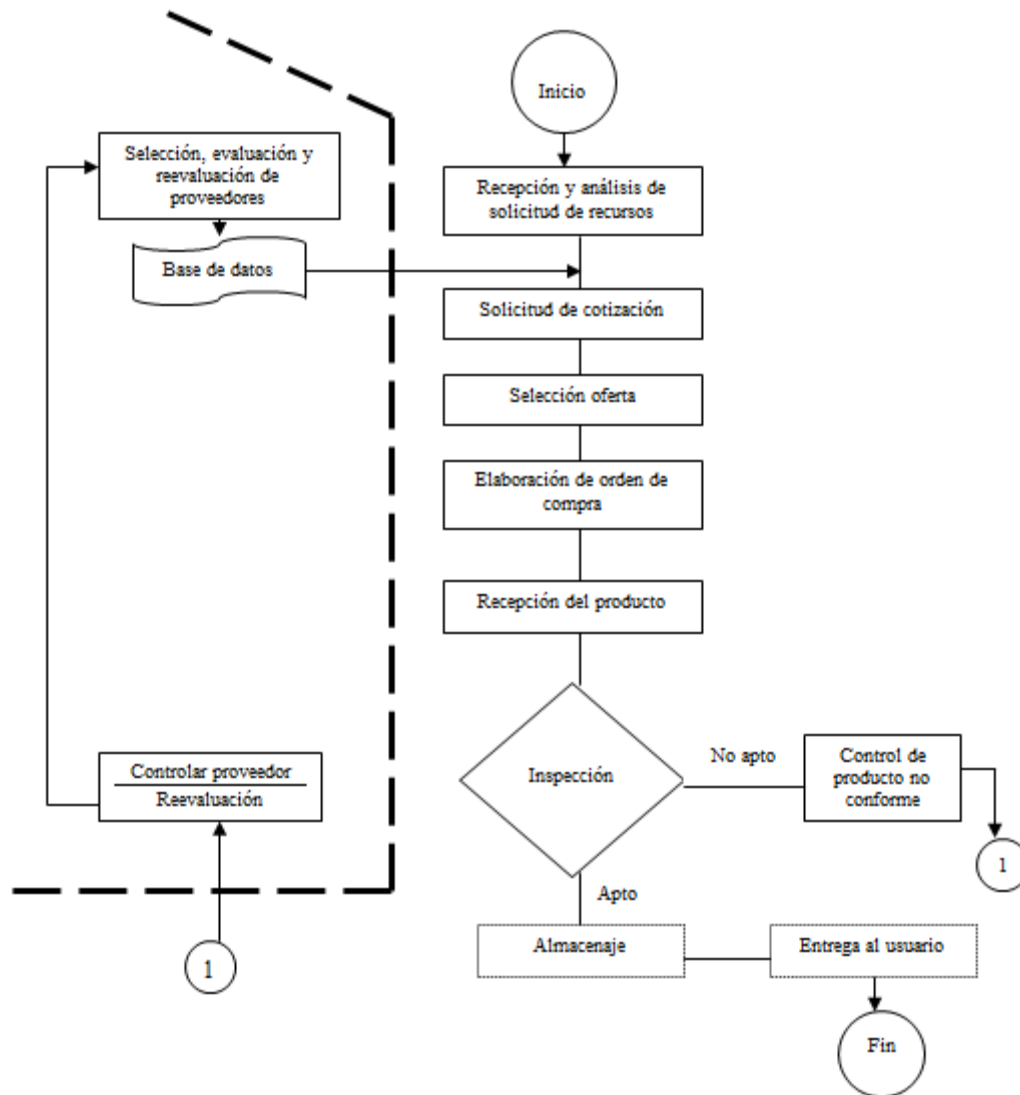 Inicio
Selección, evaluación y
reevaluación de
proveedores
Recepción y análisis de
solicitud de recursos
Base de datos
Solicitud de cotización
Selección oferta
Elaboración de orden de
compra
Recepción del producto
Inspección
No apto
Control de
producto no
conforme
Controlar proveedor
Reevaluación
1
Apto
Almacenaje
Entrega al usuario
1
Fin